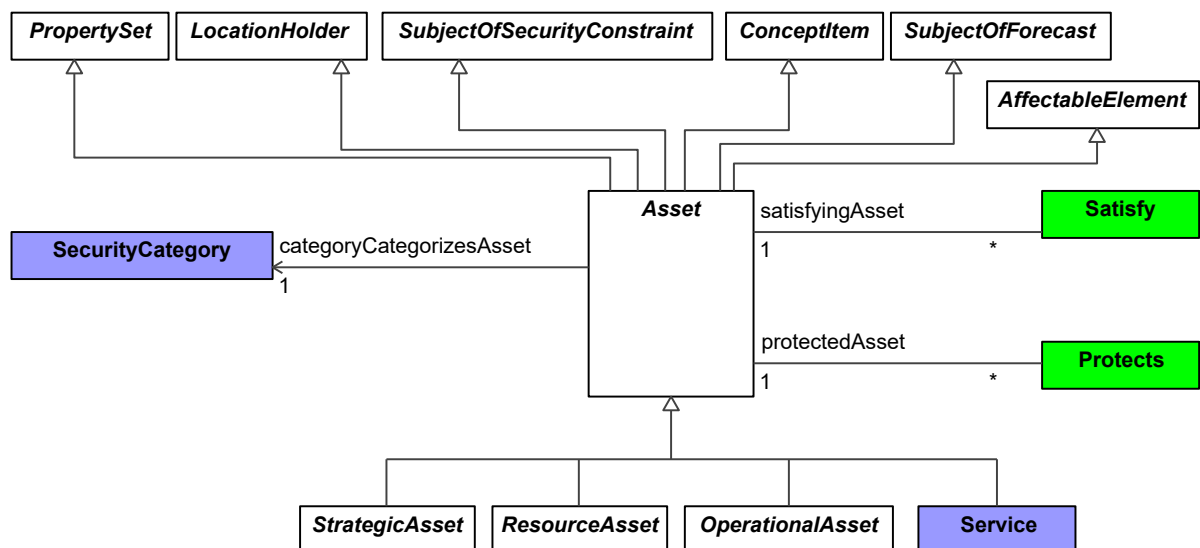 PropertySet
LocationHolder
SubjectOfSecurityConstraint
ConceptItem
SubjectOfForecast
AffectableElement
Asset
satisfyingAsset
1
*
Satisfy
SecurityCategory
categoryCategorizesAsset
1
protectedAsset
1
*
Protects
StrategicAsset
ResourceAsset
OperationalAsset
Service